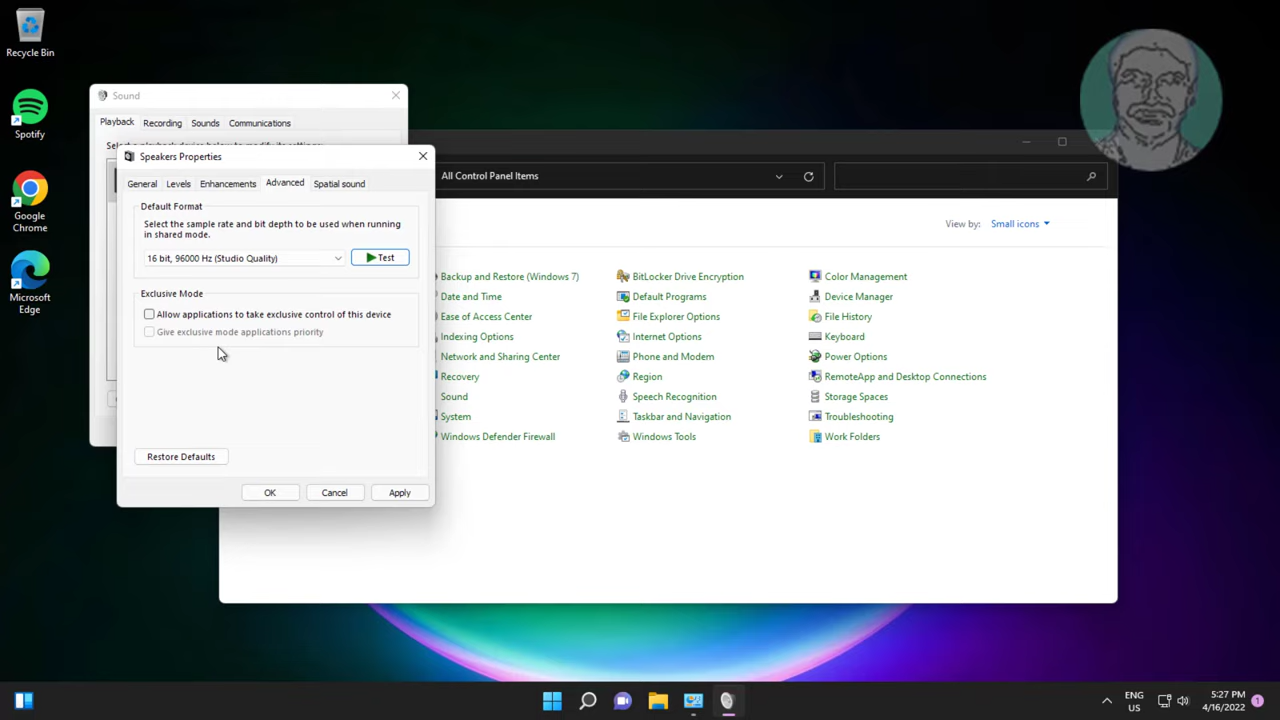 Recycle Bin
Spotify
Google
Chrome
Microsoft
Edge
Sound
Playback
Recording
Sounds
Communications
Select a playback device below to modify its settings:
Speakers Properties
General
Levels
Enhancements
Advanced
Spatial sound
Default Format
Select the sample rate and bit depth to be used when running
in shared mode.
16 bit, 96000 Hz (Studio Quality)
Test
Exclusive Mode
Allow applications to take exclusive control of this device
Give exclusive mode applications priority
Restore Defaults
OK
Cancel
Apply
All Control Panel Items
View by:
Small icons
Backup and Restore (Windows 7)
BitLocker Drive Encryption
Color Management
Date and Time
Default Programs
Device Manager
Ease of Access Center
File Explorer Options
File History
Indexing Options
Internet Options
Keyboard
Network and Sharing Center
Phone and Modem
Power Options
Recovery
Region
RemoteApp and Desktop Connections
Sound
Speech Recognition
Storage Spaces
System
Taskbar and Navigation
Troubleshooting
Windows Defender Firewall
Windows Tools
Work Folders
ENG
US
5:27 PM
4/16/2022
1